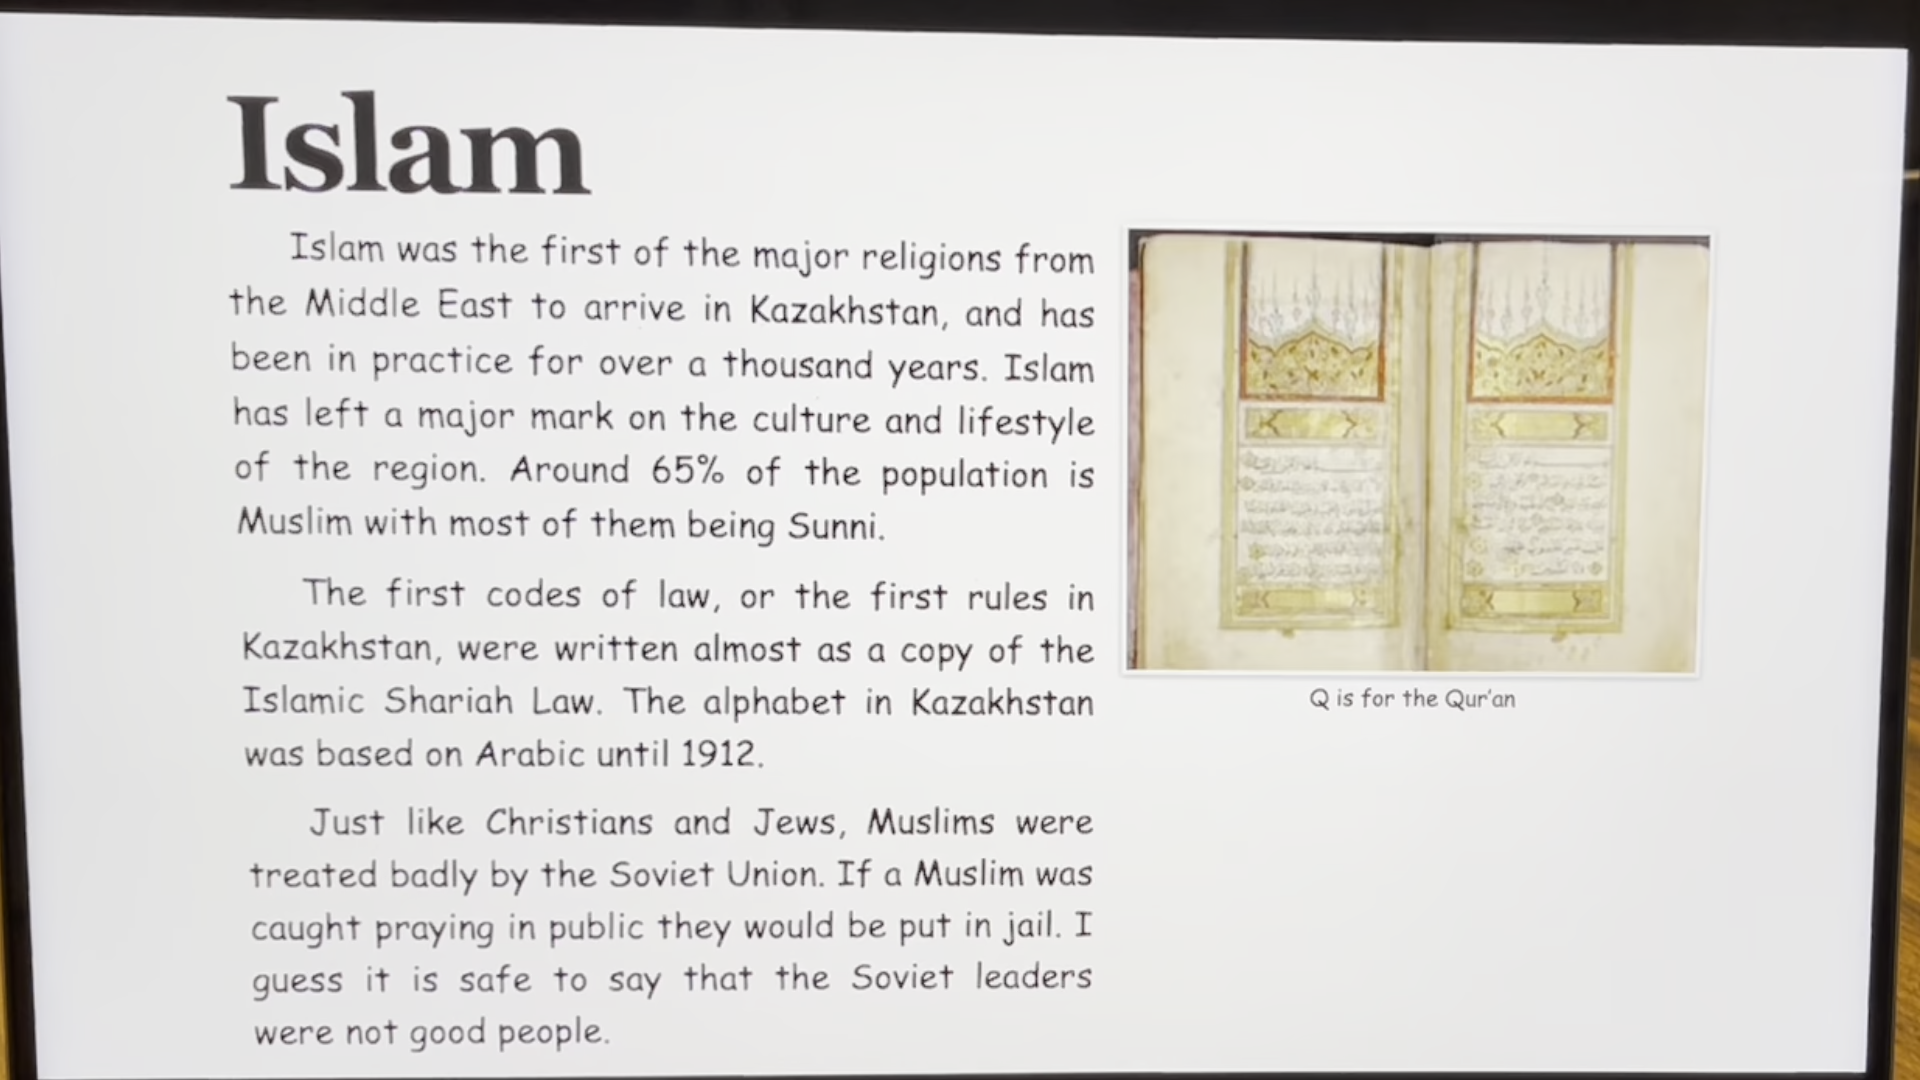 Islam
Islam was the first of the major religions from
the Middle East to arrive in Kazakhstan, and has
been in practice for over a thousand years. Islam
has left a major mark on the culture and lifestyle
of the region. Around 65% of the population is
Muslim with most of them being Sunni.
The first codes of law, or the first rules in
Kazakhstan, were written almost as a copy of the
Islamic Shariah Law. The alphabet in Kazakhstan
was based on Arabic until 1912.
Just like Christians and Jews, Muslims were
treated badly by the Soviet Union. If a Muslim was
caught praying in public they would be put in jail. I
guess it is safe to say that the Soviet leaders
were not good people.
Q is for the Qur'an